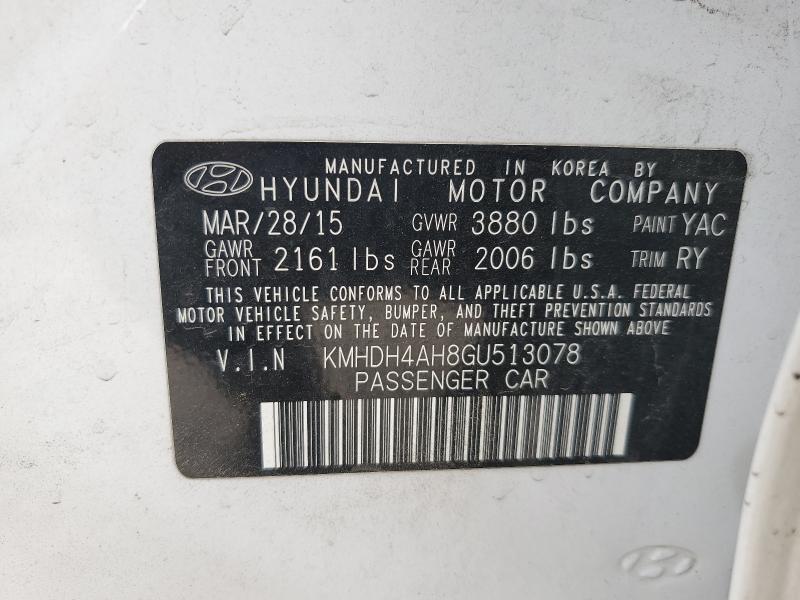 MANUFACTURED IN KOREA BY
HYUNDAI MOTOR COMPANY
MAR/28/15 GVWR 3880 lbs PAINT YAC
GAWR FRONT 2161 lbs GAWR REAR 2006 lbs TRIM RY
THIS VEHICLE CONFORMS TO ALL APPLICABLE U.S.A. FEDERAL
MOTOR VEHICLE SAFETY, BUMPER, AND THEFT PREVENTION STANDARDS
IN EFFECT ON THE DATE OF MANUFACTURE SHOWN ABOVE
V.I.N KMHDH4AH8GU513078
PASSENGER CAR